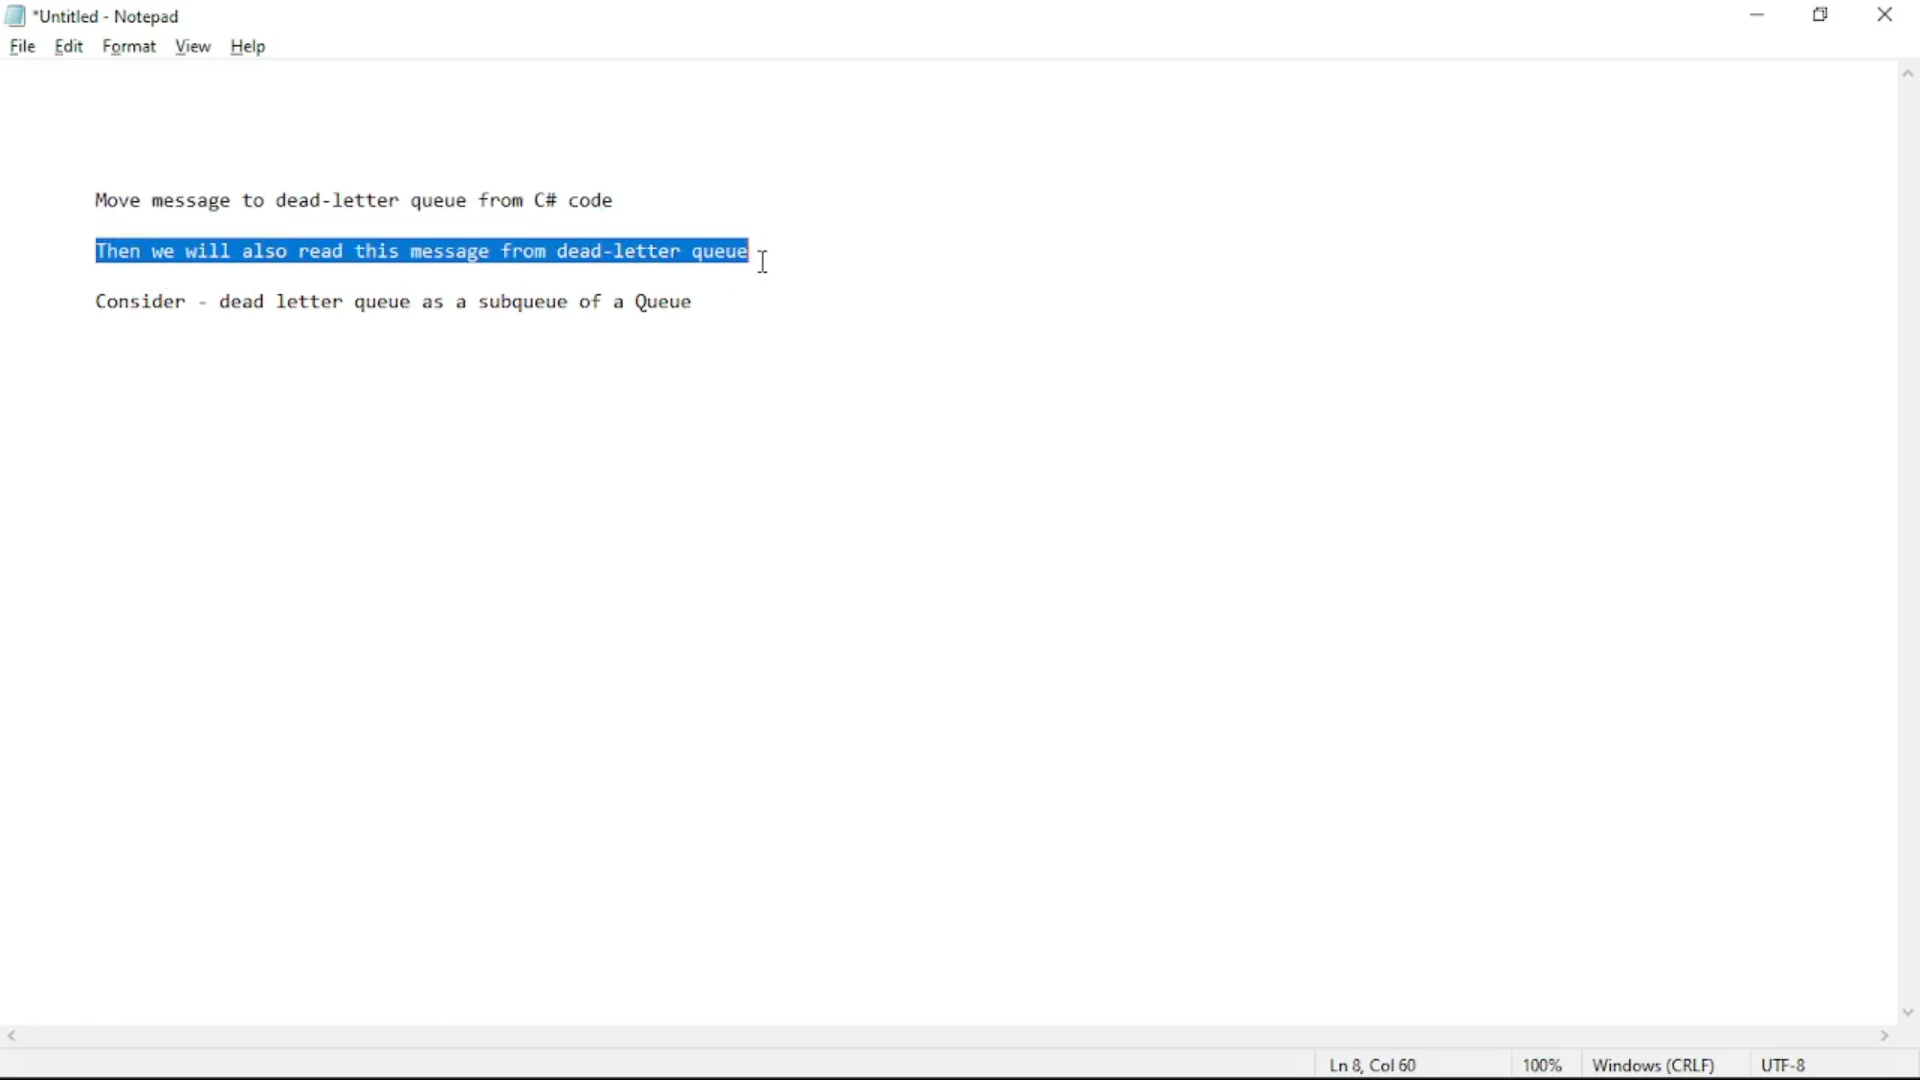 *Untitled - Notepad
File Edit Format View Help
Move message to dead-letter queue from C# code
Then we will also read this message from dead-letter queue
Consider - dead letter queue as a subqueue of a Queue
Ln 8, Col 60 100% Windows (CRLF) UTF-8